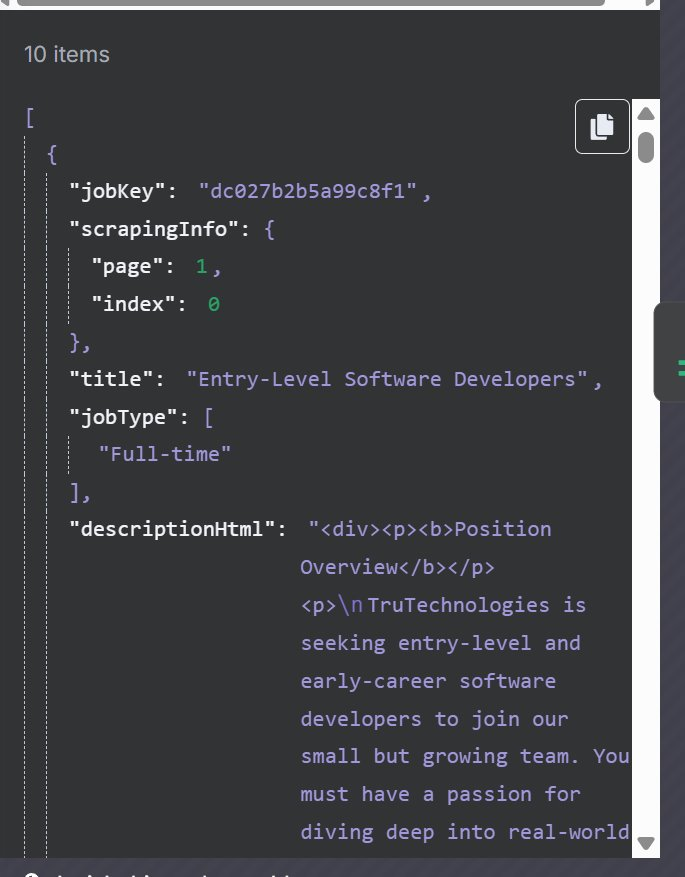 10 items
[
{
"jobKey": "dc027b2b5a99c8f1",
"scrapingInfo": {
"page": 1,
"index": 0
},
"title": "Entry-Level Software Developers",
"jobType": [
"Full-time"
],
"descriptionHtml": "<div><p><b>Position
Overview</b></p>
<p>\nTruTechnologies is
seeking entry-level and
early-career software
developers to join our
small but growing team. You
must have a passion for
diving deep into real-world